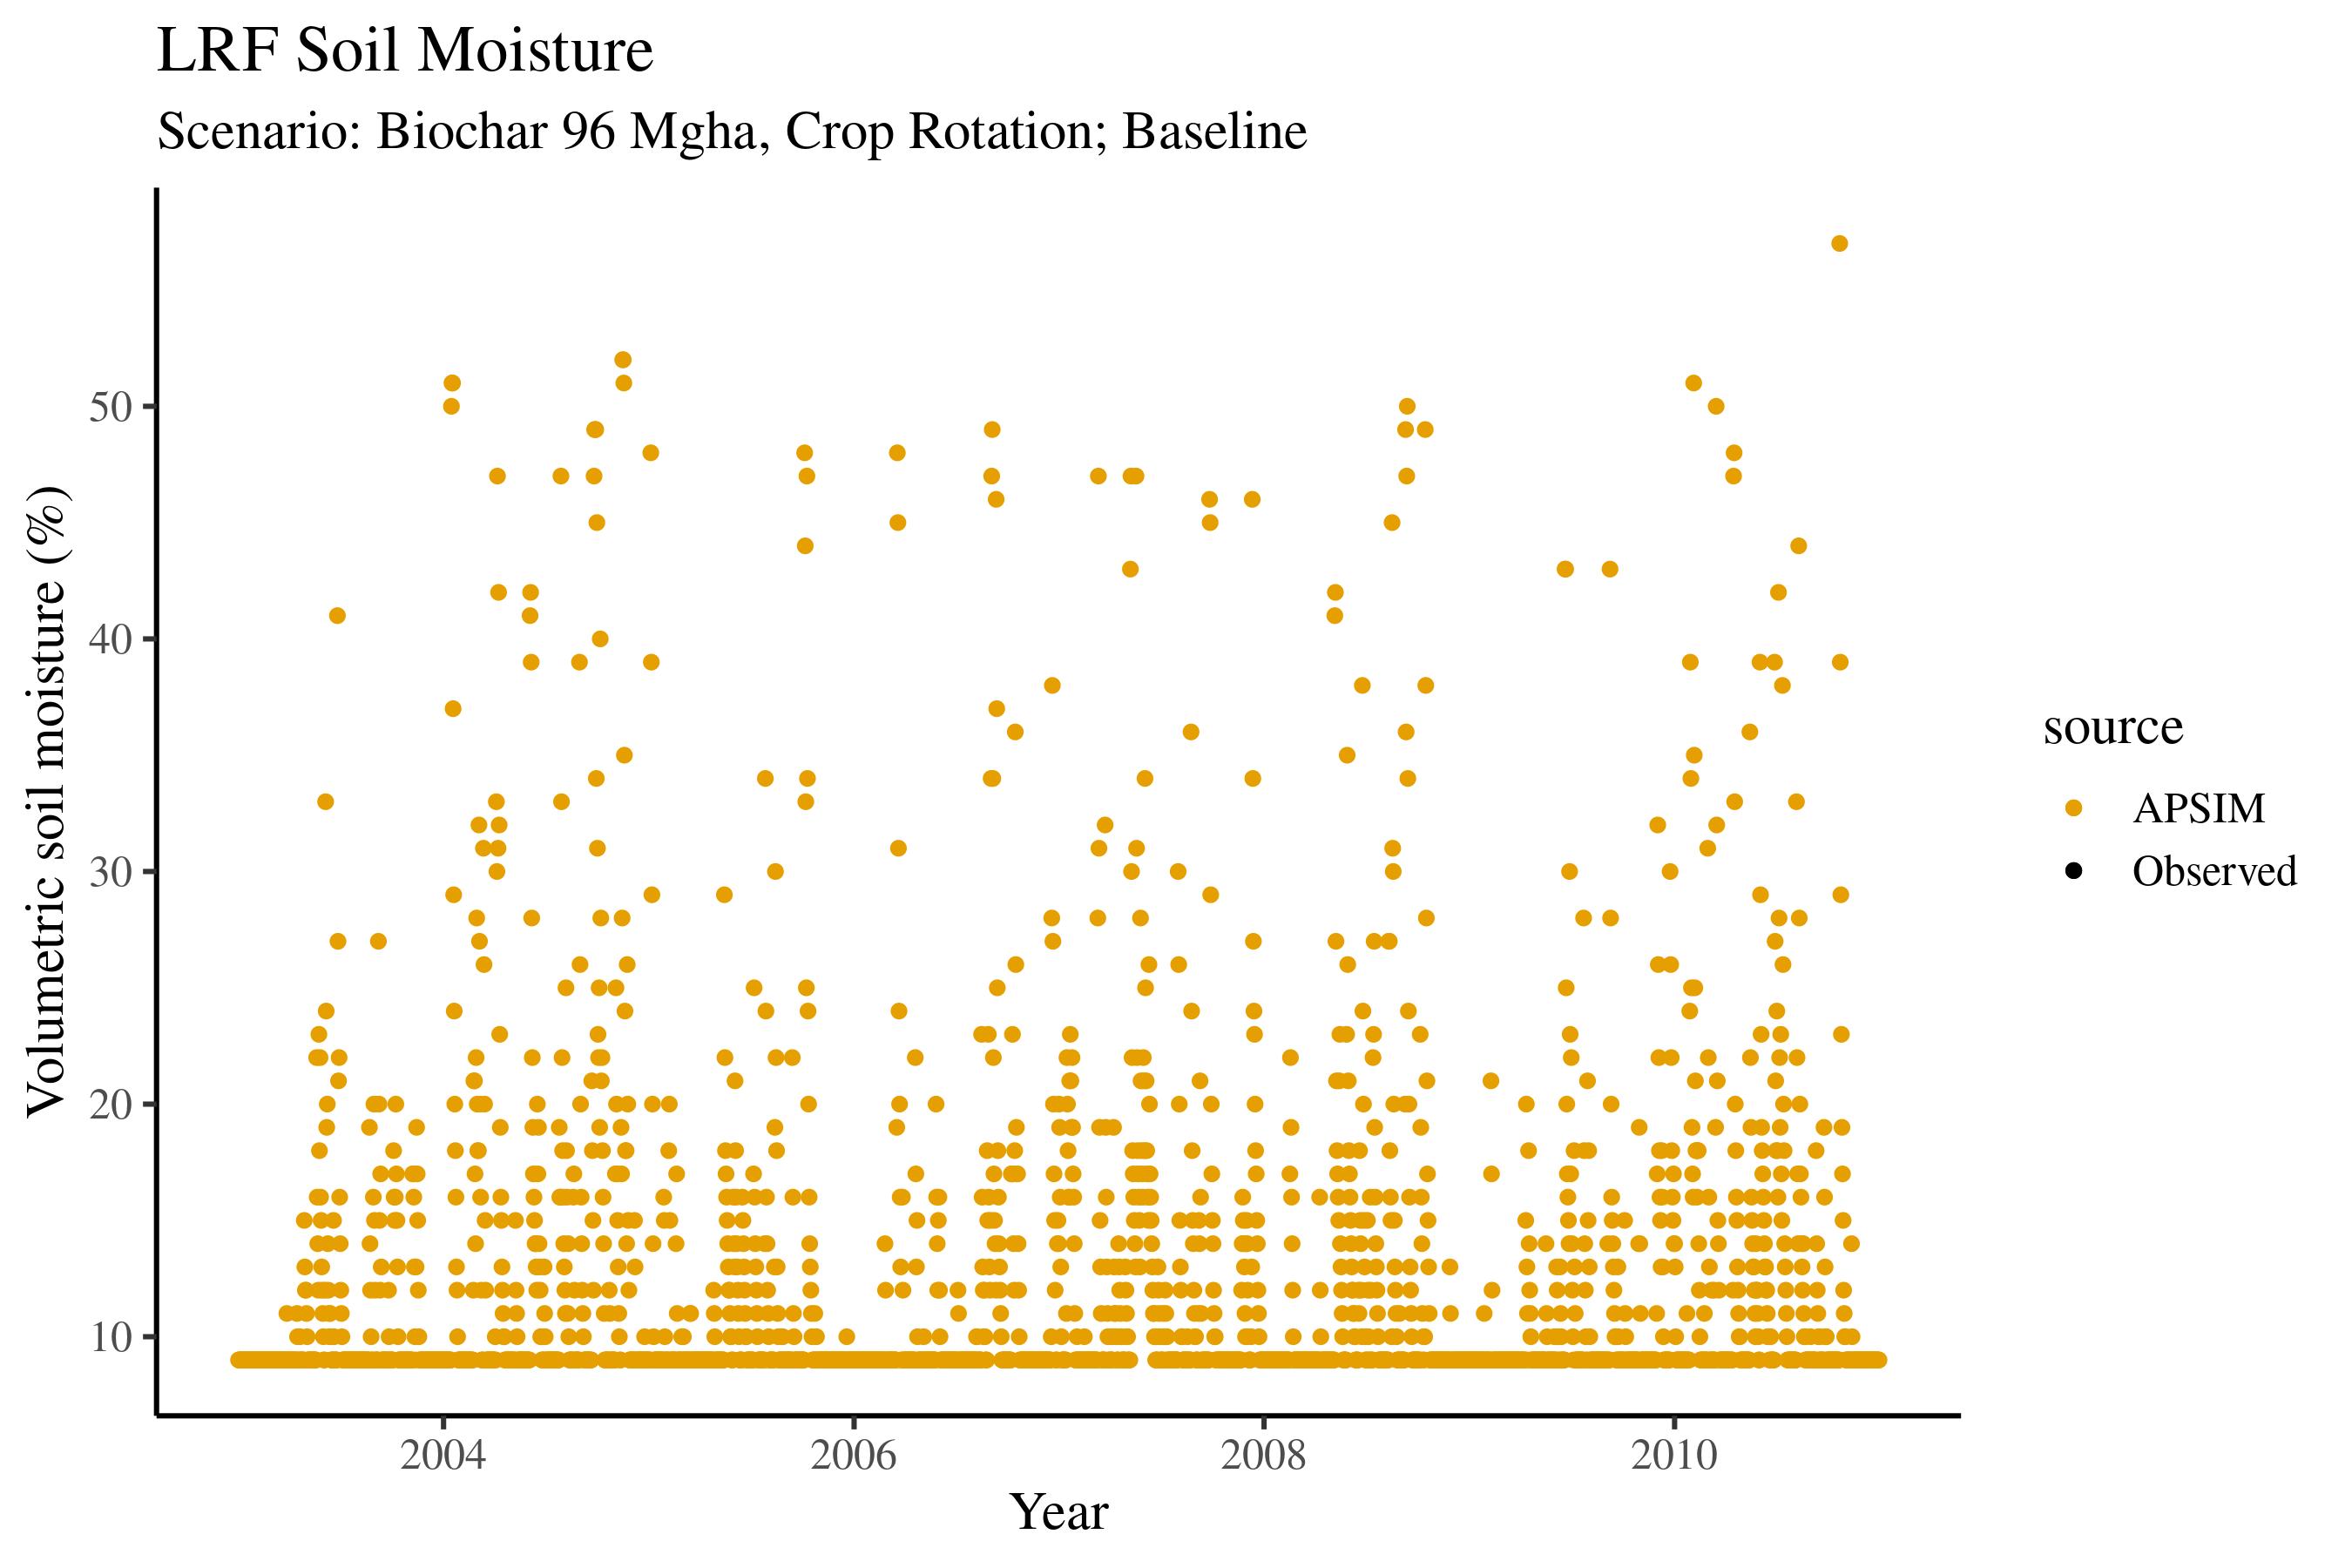 LRF Soil Moisture
Scenario: Biochar 96 Mgha, Crop Rotation; Baseline
Volumetric soil moisture (%)
50
40
30
20
10
2004
2006
2008
2010
Year
source
APSIM
Observed